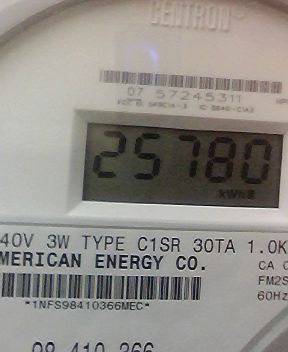 CENTRON
07 57245311
25780
kWh
40V 3W TYPE C1SR 30TA 1.0K
MERICAN ENERGY CO.
CA 0
FM2S
60Hz
*1NFS98410366MEC*
98 410 366